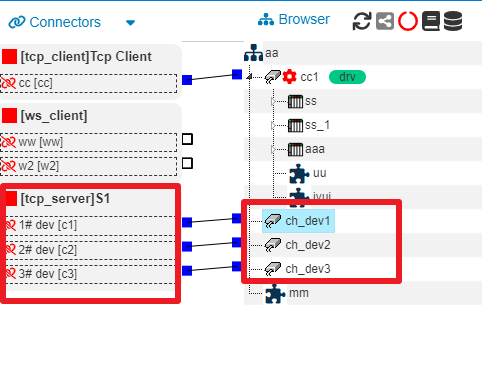 Connectors
[tcp_client]Tcp Client
cc [cc]
[ws_client]
ww [ww]
w2 [w2]
[tcp_server]S1
1# dev [c1]
2# dev [c2]
3# dev [c3]
Browser
aa
cc1 drv
ss
ss_1
aaa
uu
ch_dev1
ch_dev2
ch_dev3
mm